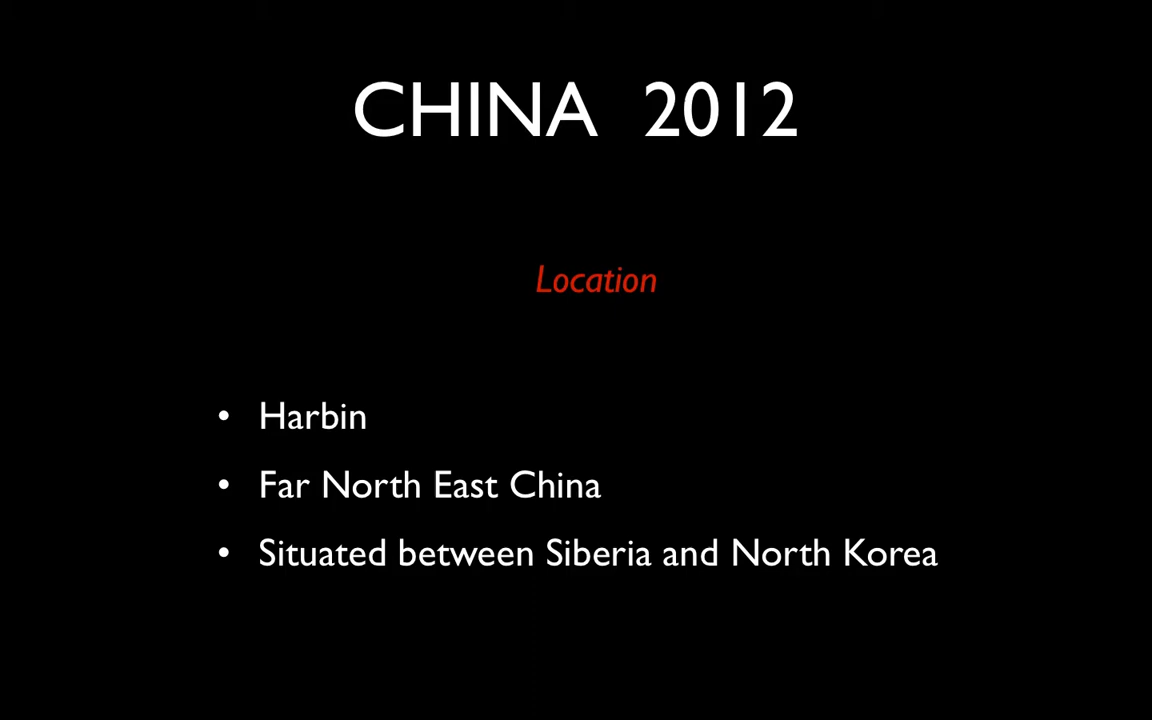 CHINA 2012
Location
• Harbin
• Far North East China
• Situated between Siberia and North Korea